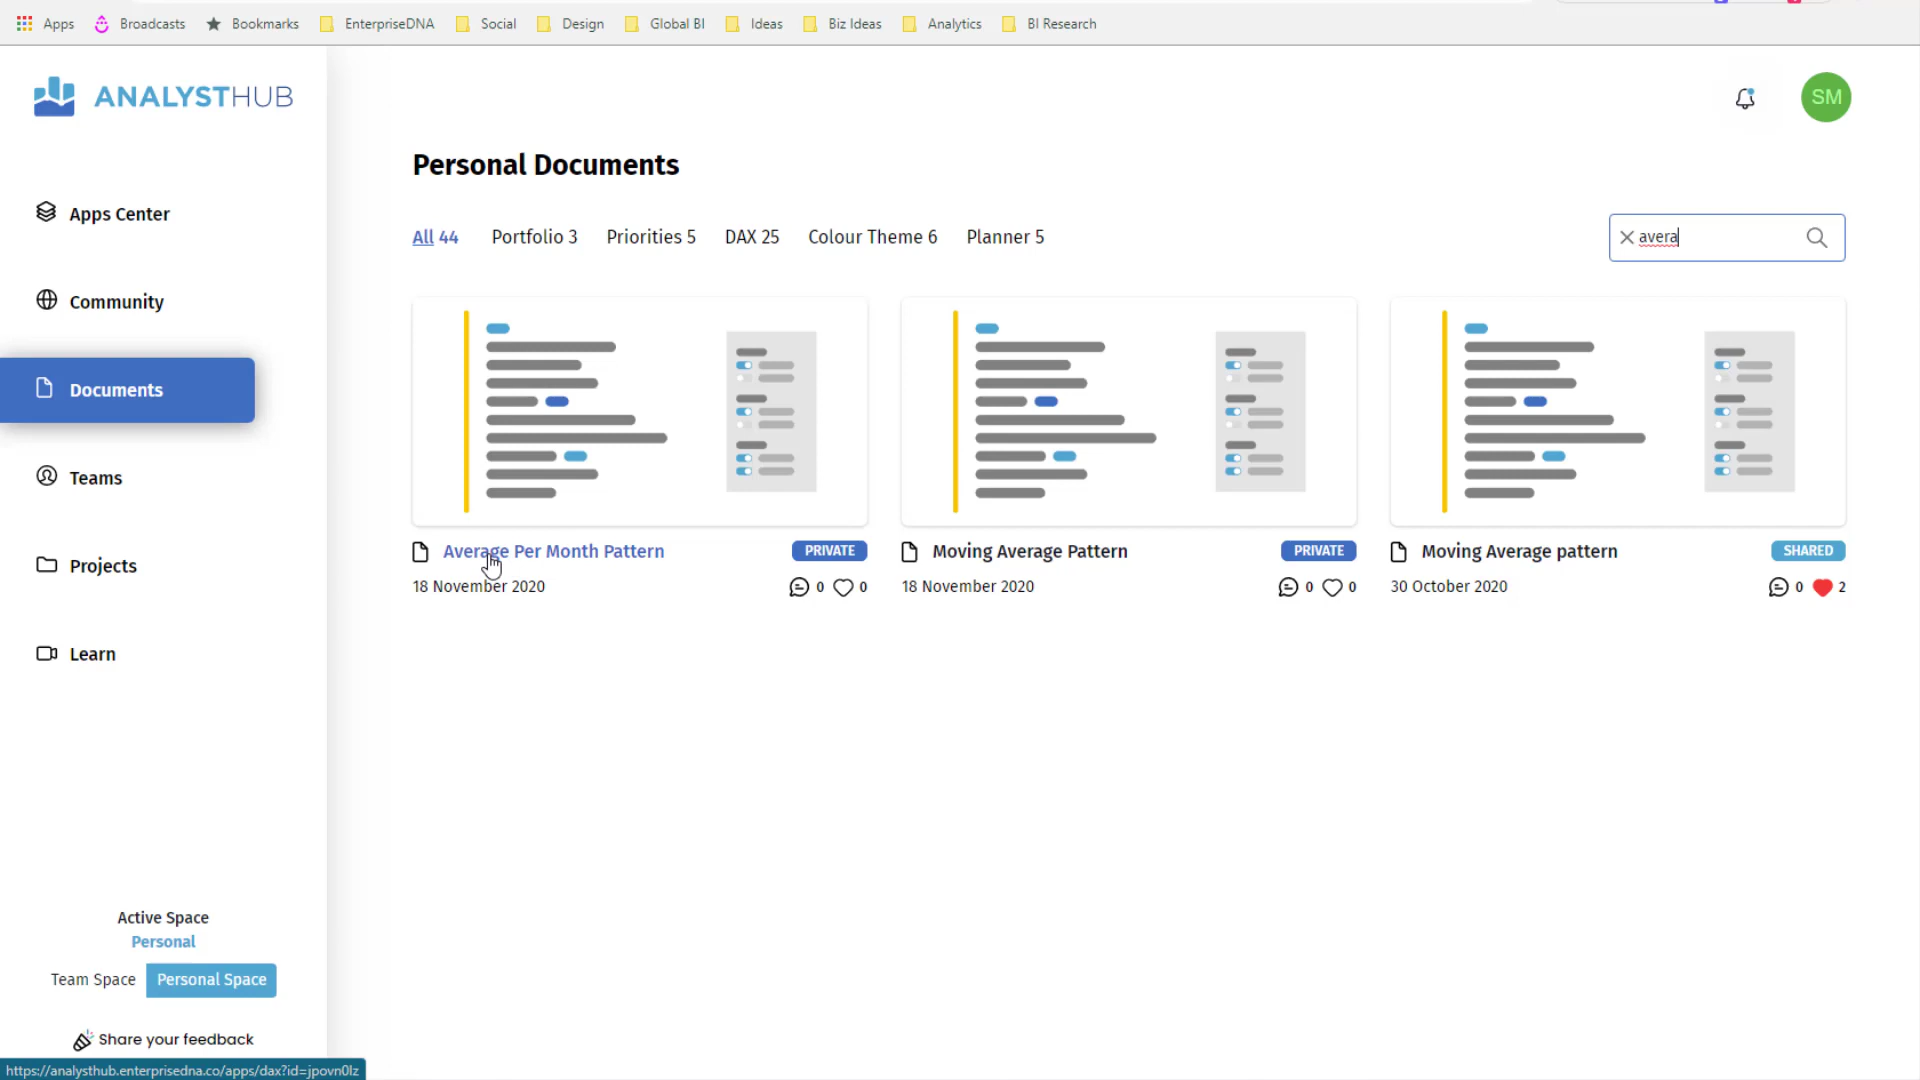 Apps Broadcasts Bookmarks EnterpriseDNA Social Design Global BI Ideas Biz Ideas Analytics BI Research
ANALYSTHUB
SM
Personal Documents
All 44 Portfolio 3 Priorities 5 DAX 25 Colour Theme 6 Planner 5
avera
Apps Center
Community
Documents
Teams
Projects
Learn
Average Per Month Pattern PRIVATE
18 November 2020 0 0
Moving Average Pattern PRIVATE
18 November 2020 0 0
Moving Average pattern SHARED
30 October 2020 0 2
Active Space
Personal
Team Space Personal Space
Share your feedback
https://analysthub.enterprisedna.co/apps/dax?id=jpovn0lz